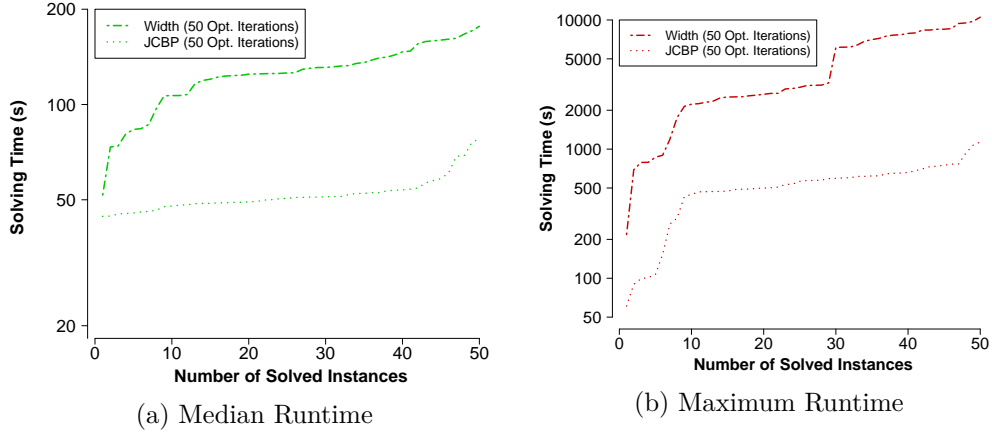 200
100
50
20
Solving Time (s)
Width (50 Opt. Iterations)
JCBP (50 Opt. Iterations)
0 10 20 30 40 50
Number of Solved Instances
(a) Median Runtime
10000
5000
2000
1000
500
200
100
50
Solving Time (s)
Width (50 Opt. Iterations)
JCBP (50 Opt. Iterations)
0 10 20 30 40 50
Number of Solved Instances
(b) Maximum Runtime